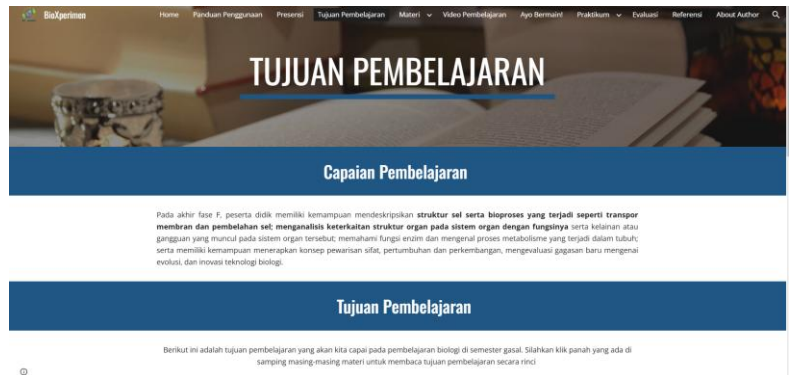 BioXperimen Home Panduan Penggunaan Presensi Tujuan Pembelajaran Materi Video Pembelajaran Ayo Bermain! Praktikum Evaluasi Referensi About Author
TUJUAN PEMBELAJARAN
Capaian Pembelajaran
Pada akhir fase F, peserta didik memiliki kemampuan mendeskripsikan struktur sel serta bioproses yang terjadi seperti transpor
membran dan pembelahan sel; menganalisis keterkaitan struktur organ pada sistem organ dengan fungsinya serta kelainan atau
gangguan yang muncul pada sistem organ tersebut; memahami fungsi enzim dan mengenal proses metabolisme yang terjadi dalam tubuh;
serta memiliki kemampuan menerapkan konsep pewarisan sifat, pertumbuhan dan perkembangan, mengevaluasi gagasan baru mengenai
evolusi, dan inovasi teknologi biologi.
Tujuan Pembelajaran
Berikut ini adalah tujuan pembelajaran yang akan kita capai pada pembelajaran biologi di semester gasal. Silahkan klik panah yang ada di
samping masing-masing materi untuk membaca tujuan pembelajaran secara rinci